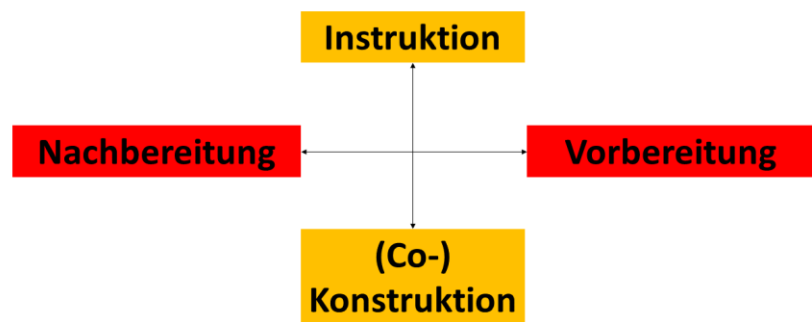 Instruktion
Nachbereitung
Vorbereitung
(Co-)
Konstruktion